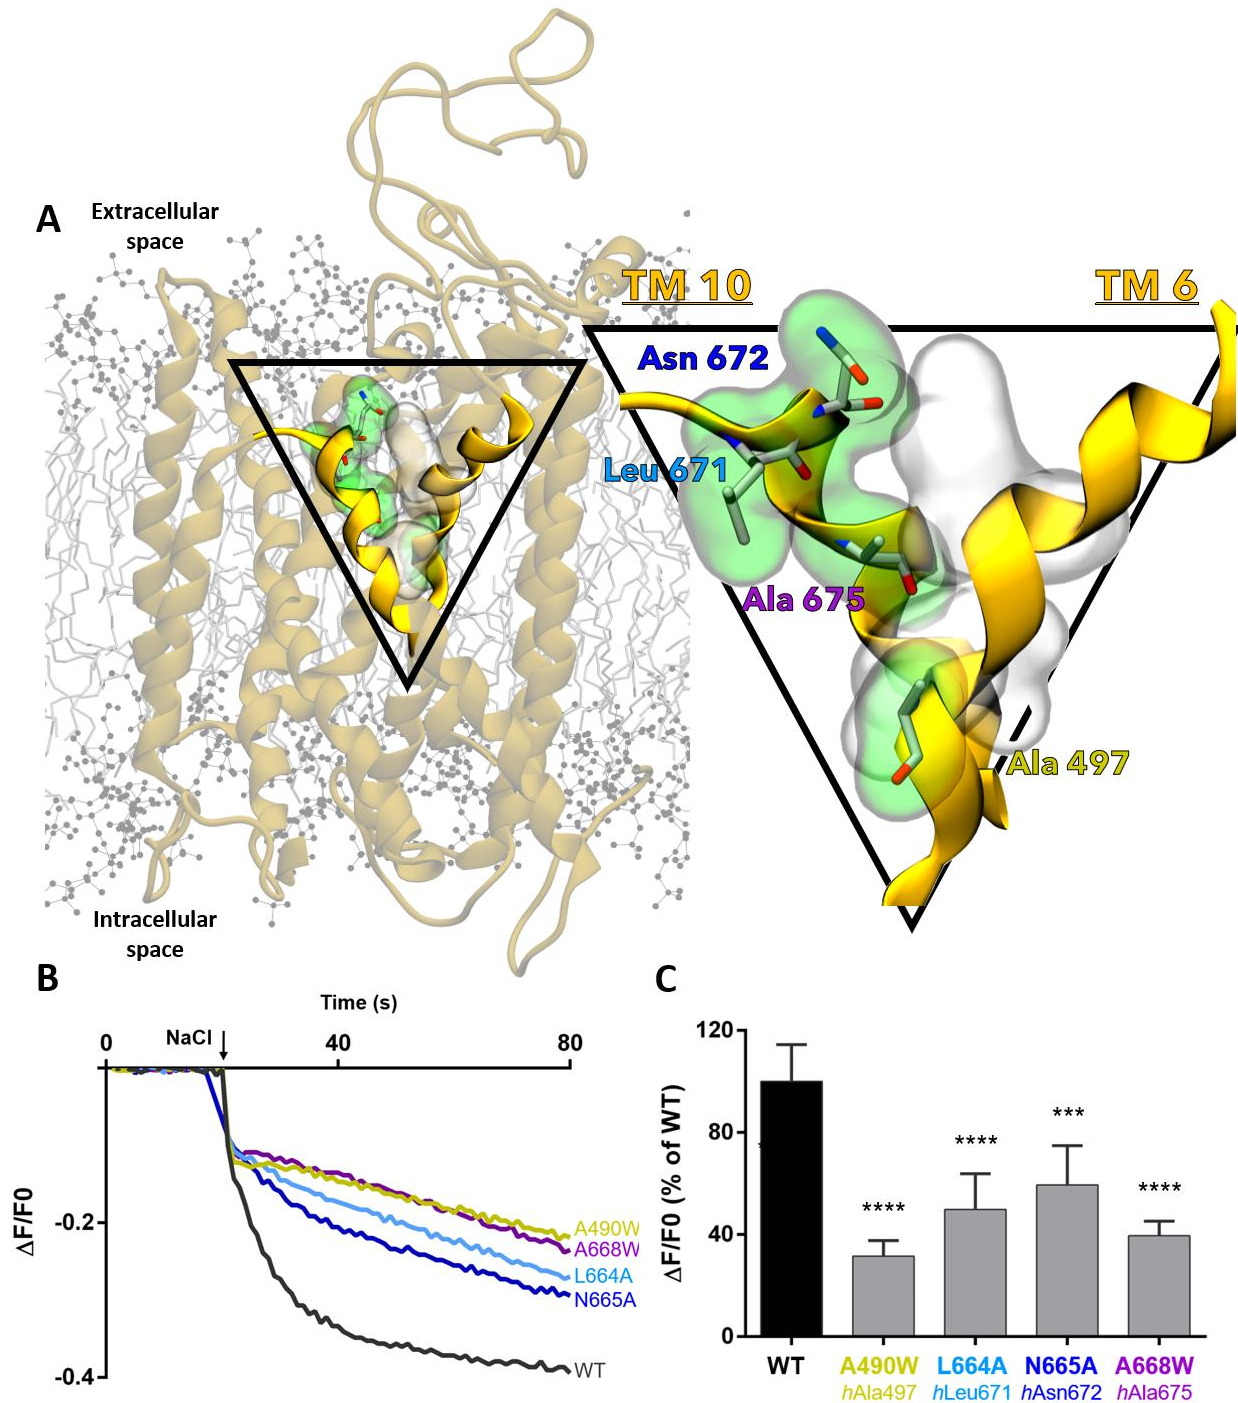 A
Extracellular
space
TM 10
TM 6
Asn 672
Leu 671
Ala 675
Ala 497
Intracellular
space
B
Time (s)
NaCl
0
40
80
ΔF/F0
-0.2
-0.4
A490W
A668W
L664A
N665A
WT
C
ΔF/F0 (% of WT)
120
80
40
0
****
****
***
****
WT
A490W
L664A
N665A
A668W
hAla497
hLeu671
hAsn672
hAla675